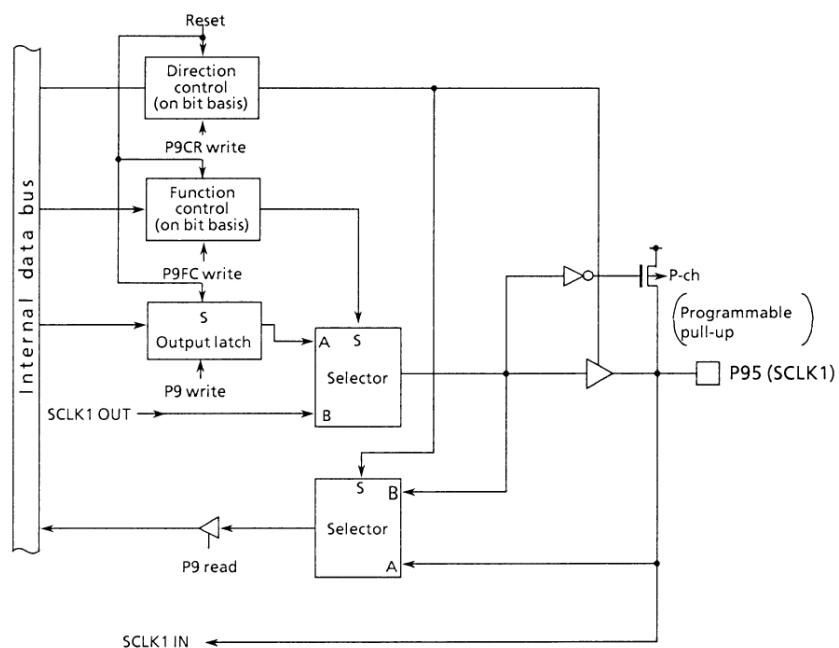 Reset
Internal data bus
Direction
control
(on bit basis)
P9CR write
Function
control
(on bit basis)
P9FC write
S
Output latch
P9 write
SCLK1 OUT
A
S
Selector
B
P-ch
(Programmable
pull-up)
P95 (SCLK1)
S
B
Selector
A
P9 read
SCLK1 IN